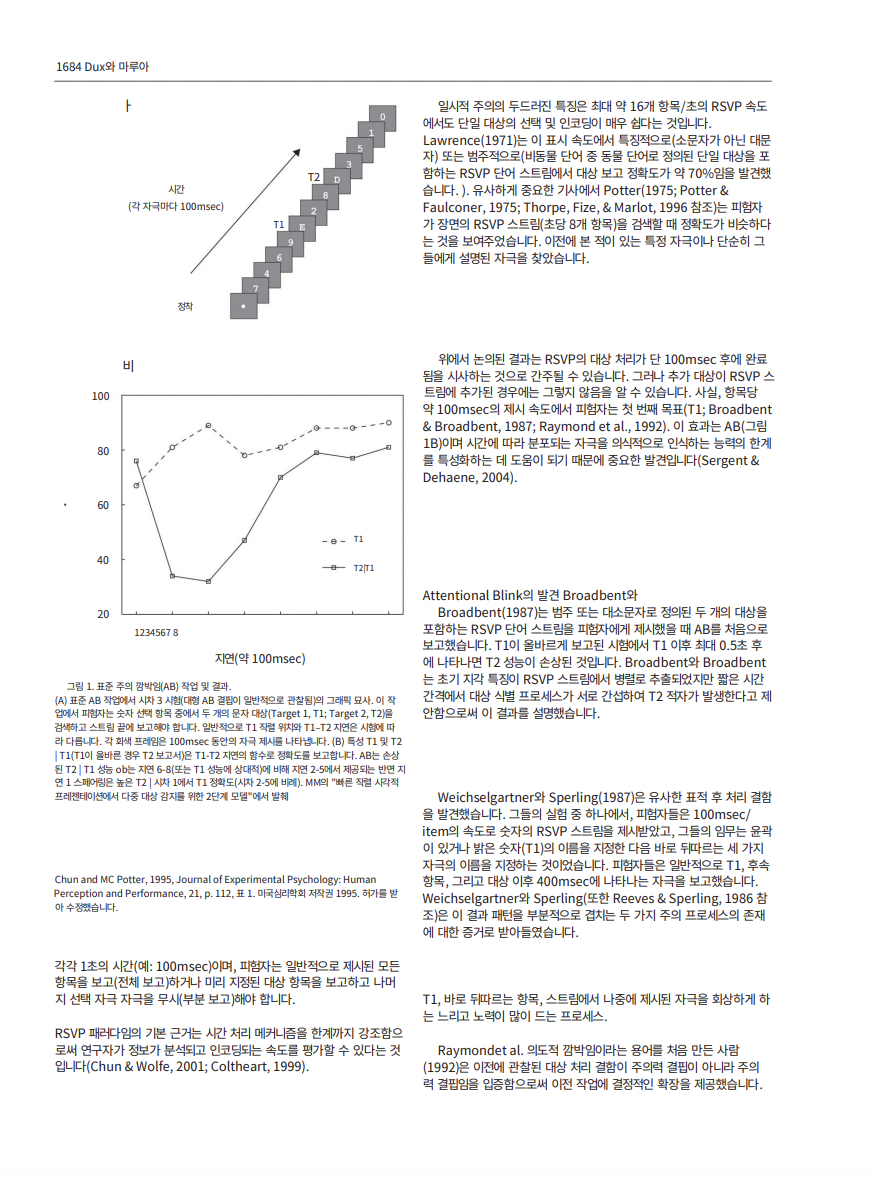 1684 Dux와 마루아
ㅏ
시간
(각 자극마다 100msec)
정착
T1
T2
7
4
6
9
E
2
8
D
3
5
1
0
비
100
80
60
40
20
T1
T2|T1
1234567 8
지연(약 100msec)
그림 1. 표준 주의 깜박임(AB) 작업 및 결과.
(A) 표준 AB 작업에서 시차 3 시험(대형 AB 결핍이 일반적으로 관찰됨)의 그래픽 묘사. 이 작
업에서 피험자는 숫자 선택 항목 중에서 두 개의 문자 대상(Target 1, T1; Target 2, T2)을
검색하고 스트림 끝에 보고해야 합니다. 일반적으로 T1 직렬 위치와 T1–T2 지연은 시험에 따
라 다릅니다. 각 회색 프레임은 100msec 동안의 자극 제시를 나타냅니다. (B) 특성 T1 및 T2
| T1(T1이 올바른 경우 T2 보고서)은 T1-T2 지연의 함수로 정확도를 보고합니다. AB는 손상
된 T2 | T1 성능 ob는 지연 6-8(또는 T1 성능에 상대적)에 비해 지연 2-5에서 제공되는 반면 지
연 1 스페어링은 높은 T2 | 시차 1에서 T1 정확도(시차 2-5에 비례). MM의 "빠른 직렬 시각적
프레젠테이션에서 다중 대상 감지를 위한 2단계 모델"에서 발췌
Chun and MC Potter, 1995, Journal of Experimental Psychology: Human
Perception and Performance, 21, p. 112, 표 1. 미국심리학회 저작권 1995. 허가를 받
아 수정했습니다.
각각 1초의 시간(예: 100msec)이며, 피험자는 일반적으로 제시된 모든
항목을 보고(전체 보고)하거나 미리 지정된 대상 항목을 보고하고 나머
지 선택 자극 자극을 무시(부분 보고)해야 합니다.
RSVP 패러다임의 기본 근거는 시간 처리 메커니즘을 한계까지 강조함으
로써 연구자가 정보가 분석되고 인코딩되는 속도를 평가할 수 있다는 것
입니다(Chun & Wolfe, 2001; Coltheart, 1999).
일시적 주의의 두드러진 특징은 최대 약 16개 항목/초의 RSVP 속도
에서도 단일 대상의 선택 및 인코딩이 매우 쉽다는 것입니다.
Lawrence(1971)는 이 표시 속도에서 특징적으로(소문자가 아닌 대문
자) 또는 범주적으로(비동물 단어 중 동물 단어로 정의된 단일 대상을 포
함하는 RSVP 단어 스트림에서 대상 보고 정확도가 약 70%임을 발견했
습니다. ). 유사하게 중요한 기사에서 Potter(1975; Potter &
Faulconer, 1975; Thorpe, Fize, & Marlot, 1996 참조)는 피험자
가 장면의 RSVP 스트림(초당 8개 항목)을 검색할 때 정확도가 비슷하다
는 것을 보여주었습니다. 이전에 본 적이 있는 특정 자극이나 단순히 그
들에게 설명된 자극을 찾았습니다.
위에서 논의된 결과는 RSVP의 대상 처리가 단 100msec 후에 완료
됨을 시사하는 것으로 간주될 수 있습니다. 그러나 추가 대상이 RSVP 스
트림에 추가된 경우에는 그렇지 않음을 알 수 있습니다. 사실, 항목당
약 100msec의 제시 속도에서 피험자는 첫 번째 목표(T1; Broadbent
& Broadbent, 1987; Raymond et al., 1992). 이 효과는 AB(그림
1B)이며 시간에 따라 분포되는 자극을 의식적으로 인식하는 능력의 한계
를 특성화하는 데 도움이 되기 때문에 중요한 발견입니다(Sergent &
Dehaene, 2004).
Attentional Blink의 발견 Broadbent와
Broadbent(1987)는 범주 또는 대소문자로 정의된 두 개의 대상을
포함하는 RSVP 단어 스트림을 피험자에게 제시했을 때 AB를 처음으로
보고했습니다. T1이 올바르게 보고된 시험에서 T1 이후 최대 0.5초 후
에 나타나면 T2 성능이 손상된 것입니다. Broadbent와 Broadbent
는 초기 지각 특징이 RSVP 스트림에서 병렬로 추출되었지만 짧은 시간
간격에서 대상 식별 프로세스가 서로 간섭하여 T2 적자가 발생한다고 제
안함으로써 이 결과를 설명했습니다.
Weichselgartner와 Sperling(1987)은 유사한 표적 후 처리 결함
을 발견했습니다. 그들의 실험 중 하나에서, 피험자들은 100msec/
item의 속도로 숫자의 RSVP 스트림을 제시받았고, 그들의 임무는 윤곽
이 있거나 밝은 숫자(T1)의 이름을 지정한 다음 바로 뒤따르는 세 가지
자극의 이름을 지정하는 것이었습니다. 피험자들은 일반적으로 T1, 후속
항목, 그리고 대상 이후 400msec에 나타나는 자극을 보고했습니다.
Weichselgartner와 Sperling(또한 Reeves & Sperling, 1986 참
조)은 이 결과 패턴을 부분적으로 겹치는 두 가지 주의 프로세스의 존재
에 대한 증거로 받아들였습니다.
T1, 바로 뒤따르는 항목, 스트림에서 나중에 제시된 자극을 회상하게 하
는 느리고 노력이 많이 드는 프로세스.
Raymondet al. 의도적 깜박임이라는 용어를 처음 만든 사람
(1992)은 이전에 관찰된 대상 처리 결함이 주의력 결핍이 아니라 주의
력 결핍임을 입증함으로써 이전 작업에 결정적인 확장을 제공했습니다.